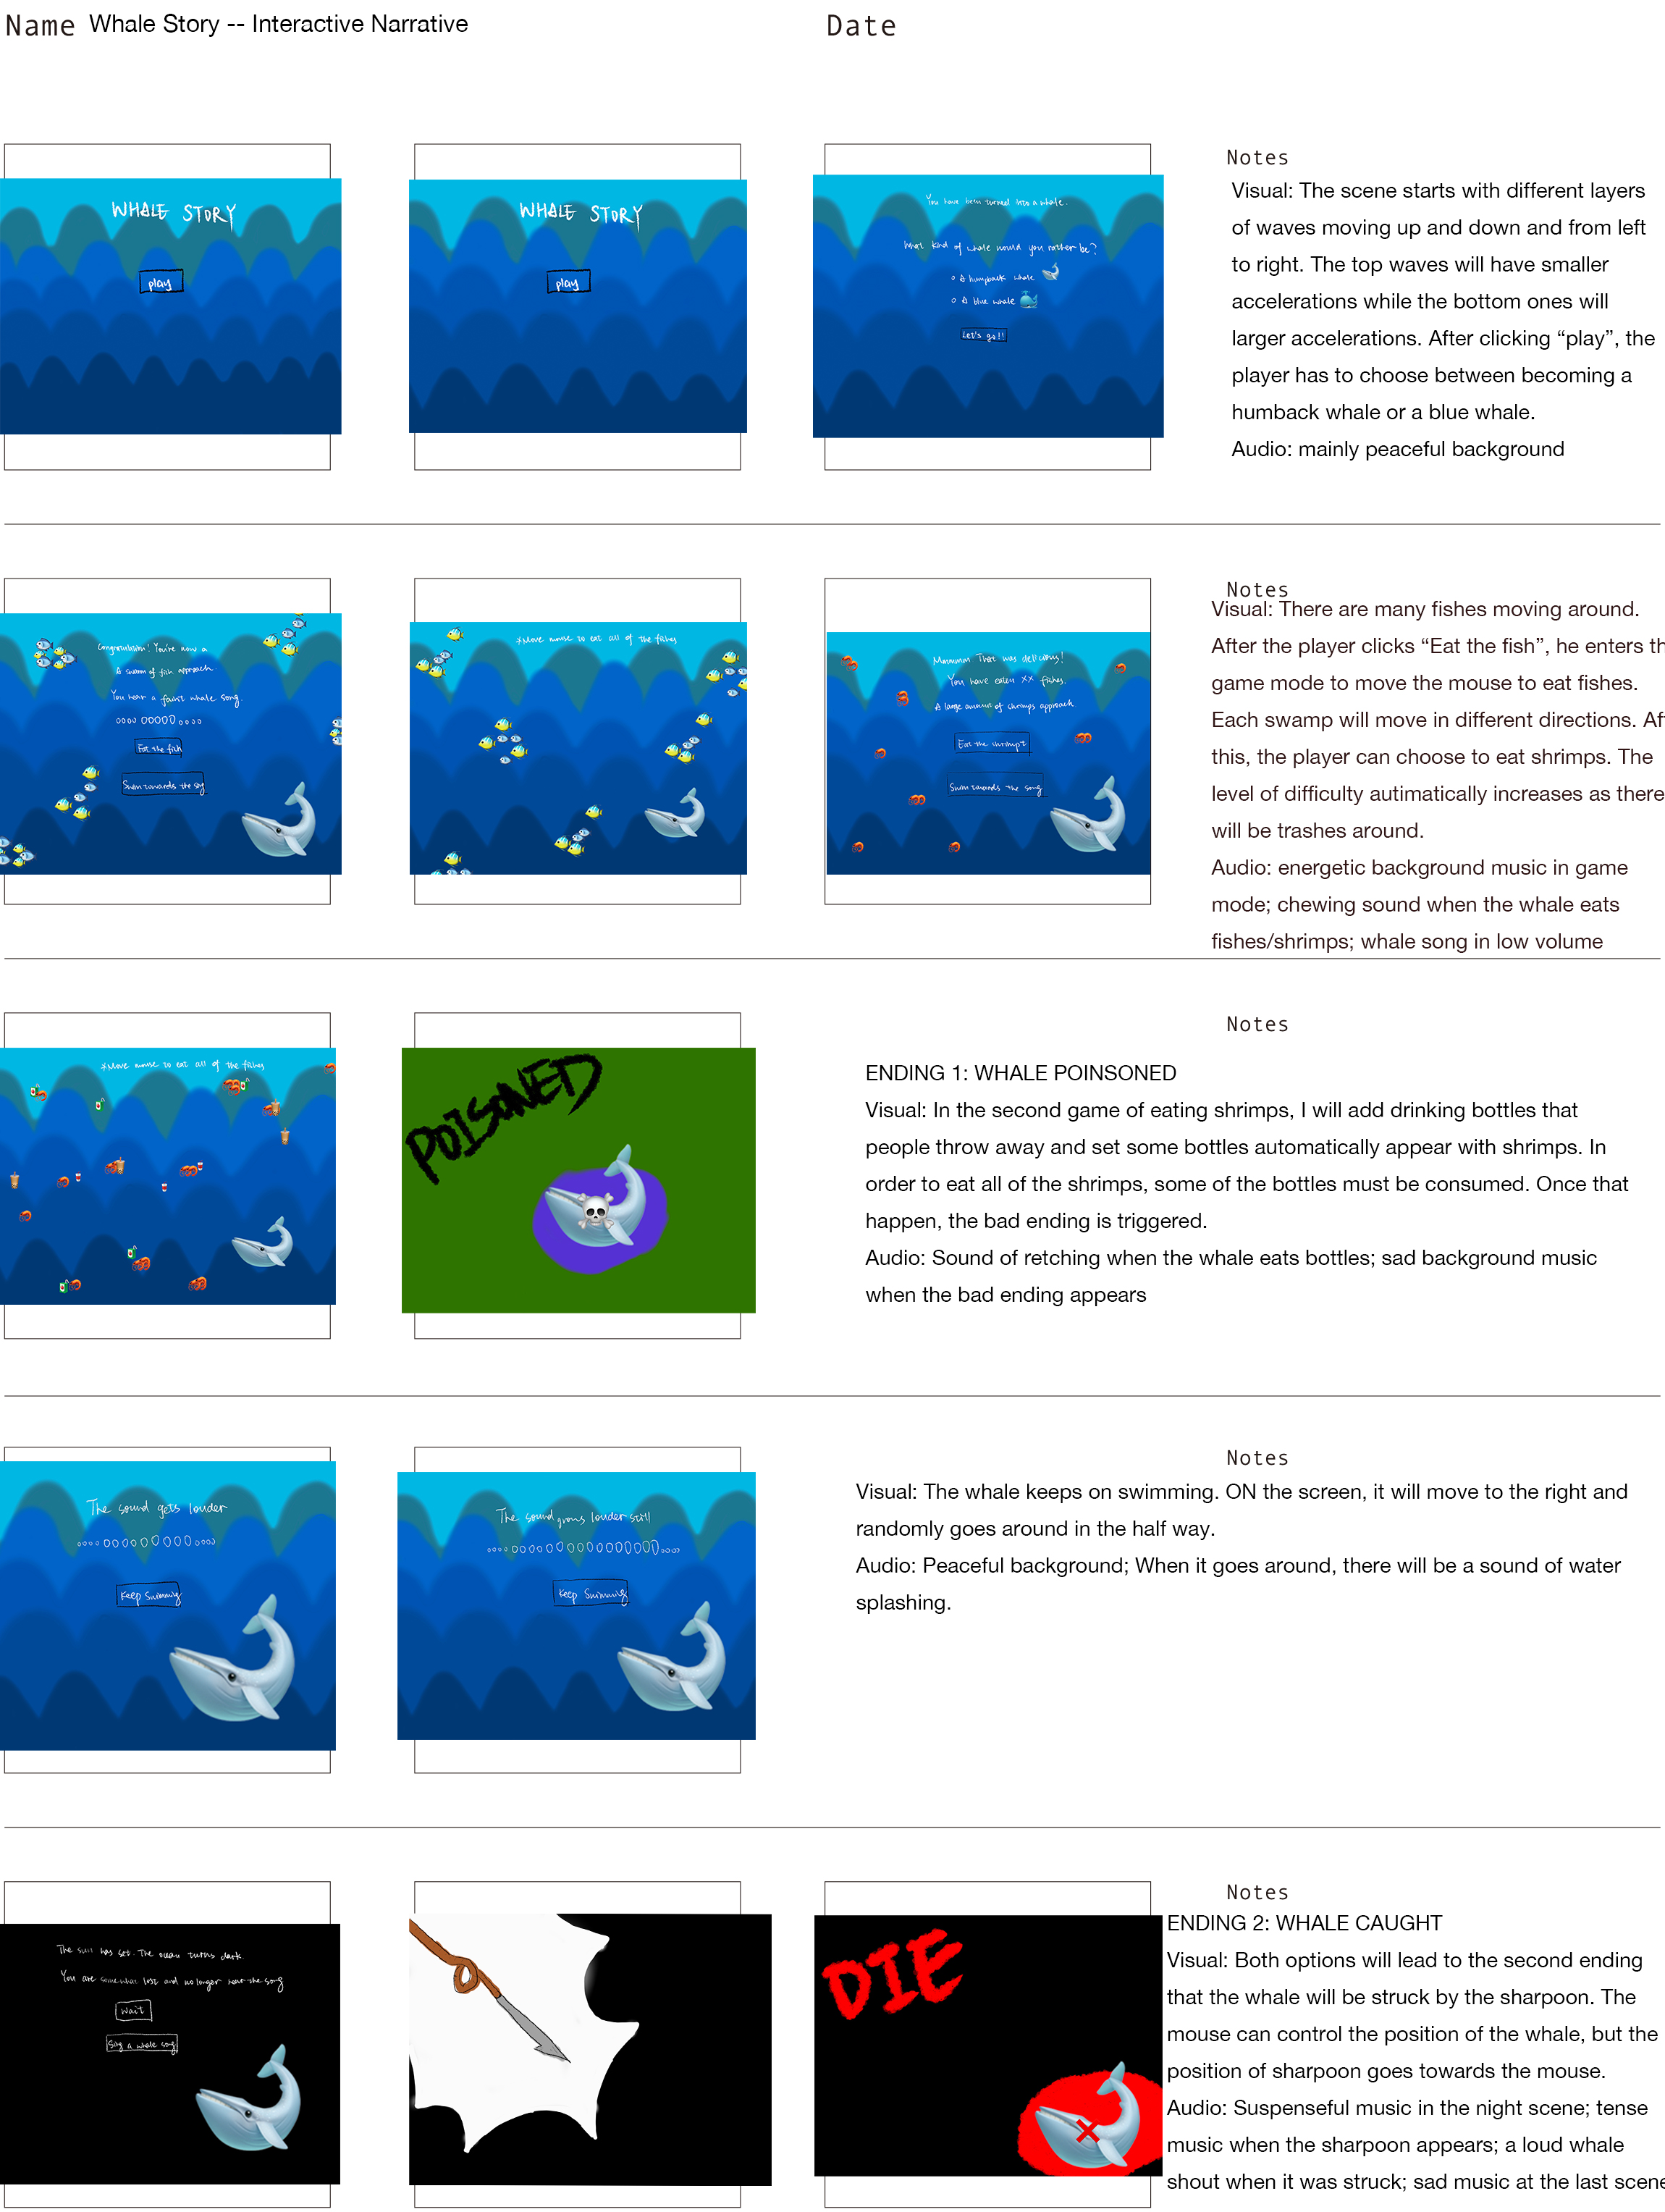 Name Whale Story -- Interactive Narrative
Date
WHALE STORY
play
WHALE STORY
play
You have been turned into a whale.
What kind of whale would you rather be?
A humpback whale
A blue whale
Let's go!!
Notes
Visual: The scene starts with different layers
of waves moving up and down and from left
to right. The top waves will have smaller
accelerations while the bottom ones will
larger accelerations. After clicking “play”, the
player has to choose between becoming a
humback whale or a blue whale.
Audio: mainly peaceful background
Congratulation! You're now a
A swarm of fish approach.
You hear a faint whale song.
Eat the fish
Swim towards the song
*Move mouse to eat all of the fishes
That was delicious!
You have eaten XX fishes.
A large amount of shrimps approach
Eat the shrimpt
Swim towards the song
Notes
Visual: There are many fishes moving around.
After the player clicks “Eat the fish”, he enters th
game mode to move the mouse to eat fishes.
Each swamp will move in different directions. Af
this, the player can choose to eat shrimps. The
level of difficulty autimatically increases as there
will be trashes around.
Audio: energetic background music in game
mode; chewing sound when the whale eats
fishes/shrimps; whale song in low volume
*Move mouse to eat all of the fishes
POISONED
Notes
ENDING 1: WHALE POINSONED
Visual: In the second game of eating shrimps, I will add drinking bottles that
people throw away and set some bottles automatically appear with shrimps. In
order to eat all of the shrimps, some of the bottles must be consumed. Once that
happen, the bad ending is triggered.
Audio: Sound of retching when the whale eats bottles; sad background music
when the bad ending appears
The sound gets louder
Keep Swimming
The sound grows louder still
Keep Swimming
Notes
Visual: The whale keeps on swimming. ON the screen, it will move to the right and
randomly goes around in the half way.
Audio: Peaceful background; When it goes around, there will be a sound of water
splashing.
The sun has set. The ocean turns dark.
You are somewhat lost and no longer hear the song
Wait
Sing a whale song
DIE
Notes
ENDING 2: WHALE CAUGHT
Visual: Both options will lead to the second ending
that the whale will be struck by the sharpoon. The
mouse can control the position of the whale, but the
position of sharpoon goes towards the mouse.
Audio: Suspenseful music in the night scene; tense
music when the sharpoon appears; a loud whale
shout when it was struck; sad music at the last scene